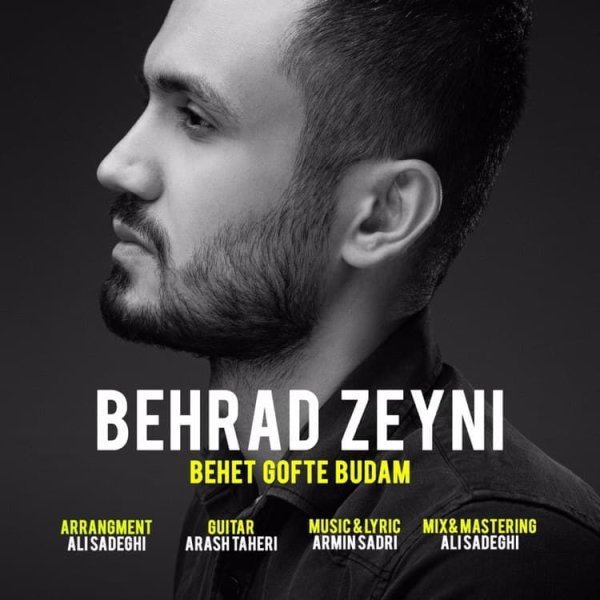 BEHRAD ZEYNI
BEHET GOFTE BUDAM
ARRANGMENT
ALI SADEGHI
GUITAR
ARASH TAHERI
MUSIC & LYRIC
ARMIN SADRI
MIX & MASTERING
ALI SADEGHI